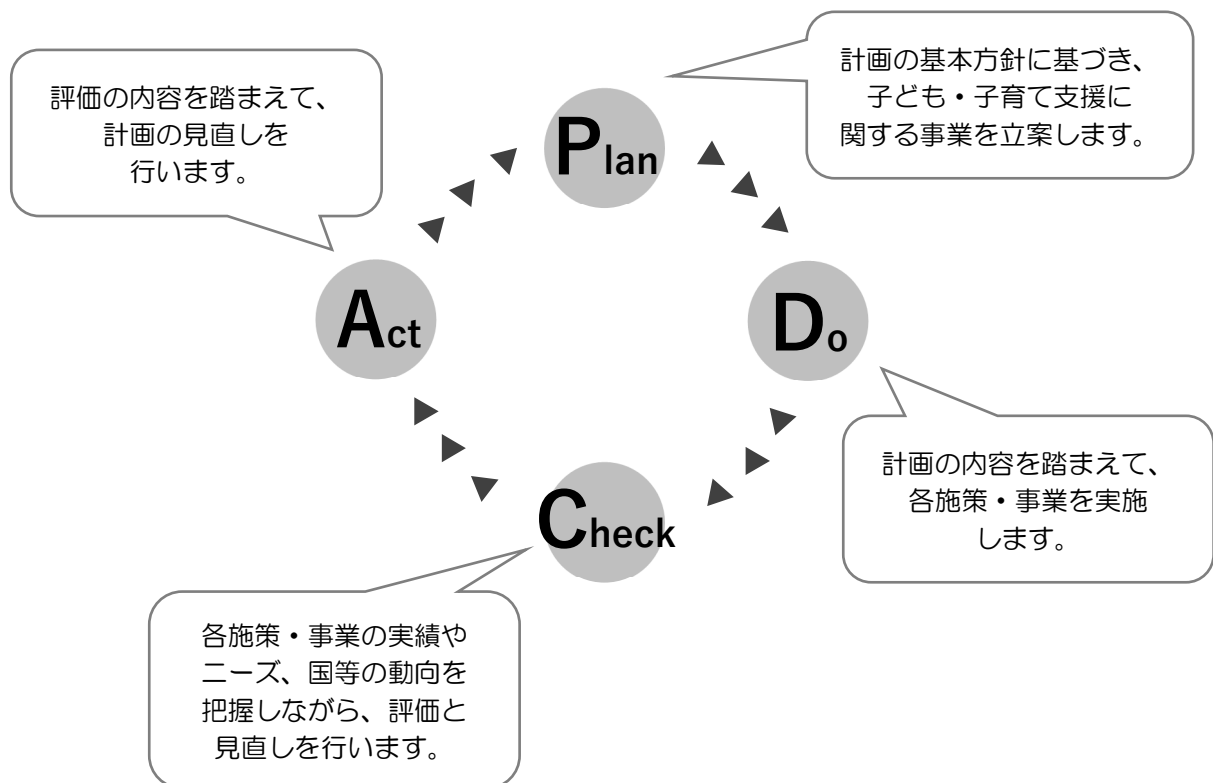 計画の基本方針に基づき、
子ども・子育て支援に
関する事業を立案します。
評価の内容を踏まえて、
計画の見直しを
行います。
Plan
Act
Do
計画の内容を踏まえて、
各施策・事業を実施
します。
Check
各施策・事業の実績や
ニーズ、国等の動向を
把握しながら、評価と
見直しを行います。